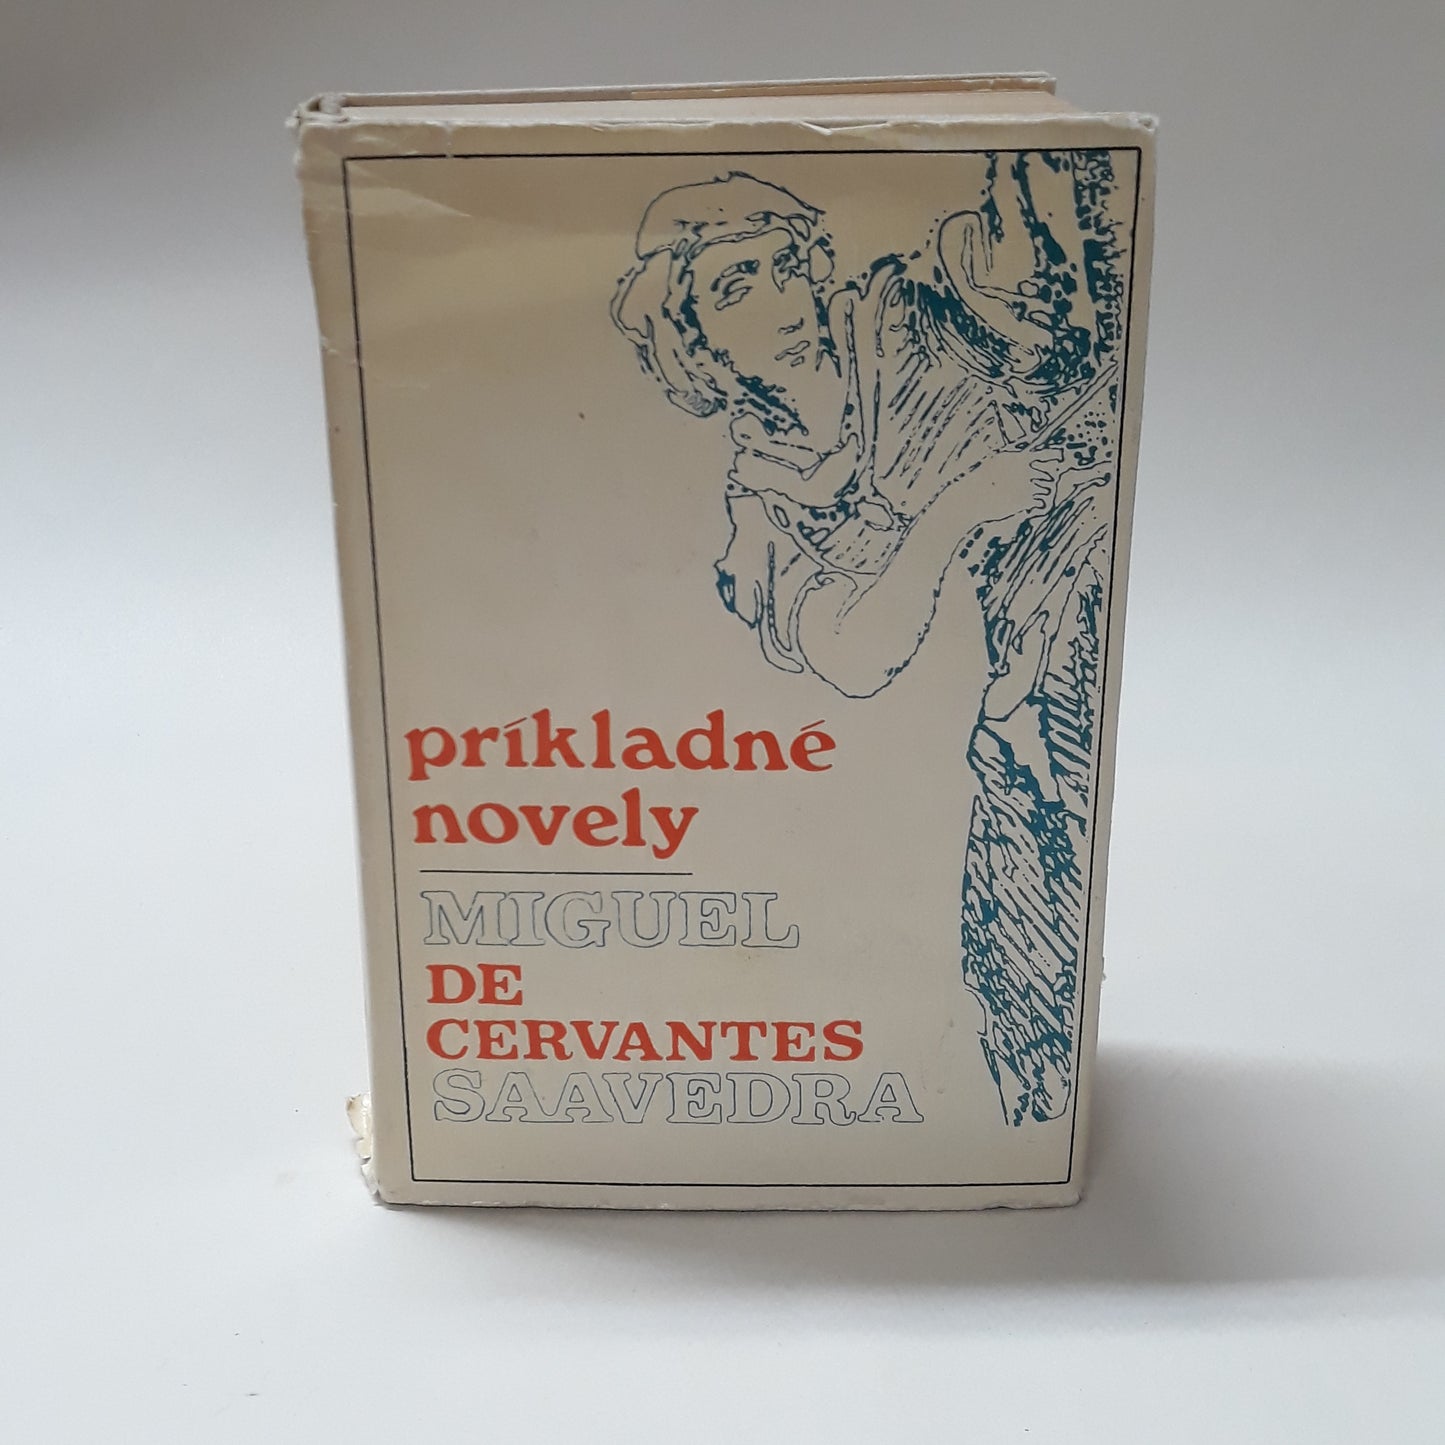 príkladné
novely
MIGUEL
DE
CERVANTES
SAAVEDRA